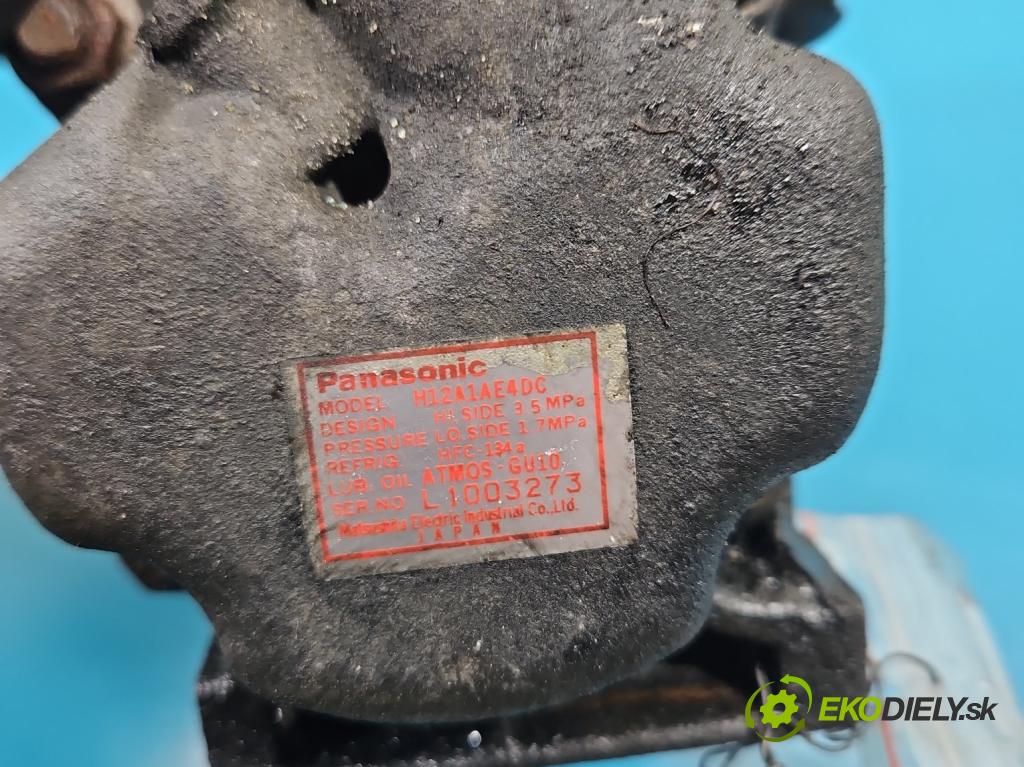 Panasonic
MODEL H12A1AE4DC
DESIGN HI SIDE 3.5 MPa
PRESSURE LO. SIDE 1.7MPa
REFRIG. HFC-134a
LUB. OIL ATMOS-GU10
SER. NO. L1003273
Matsushita Electric Industrial Co., Ltd.
JAPAN
EKODIELY.sk